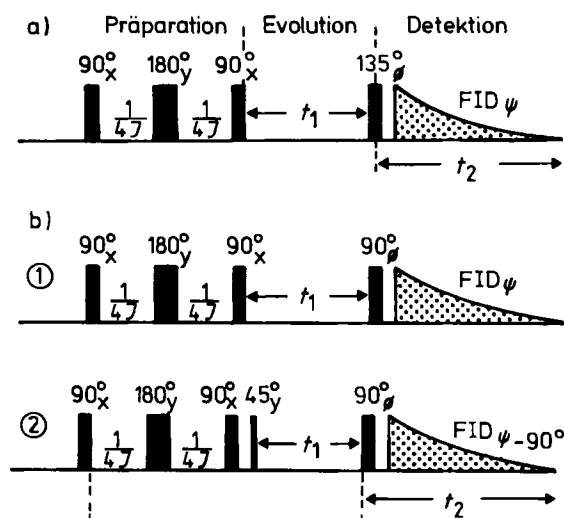 a) Präparation Evolution Detektion
90°x 180°y 90°x 135°ø
1/4J 1/4J t1 FID ψ
t2
b)
① 90°x 180°y 90°x 90°ø
1/4J 1/4J t1 FID ψ
② 90°x 180°y 90°x 45°y 90°ø
1/4J 1/4J t1 FID ψ-90°
t2